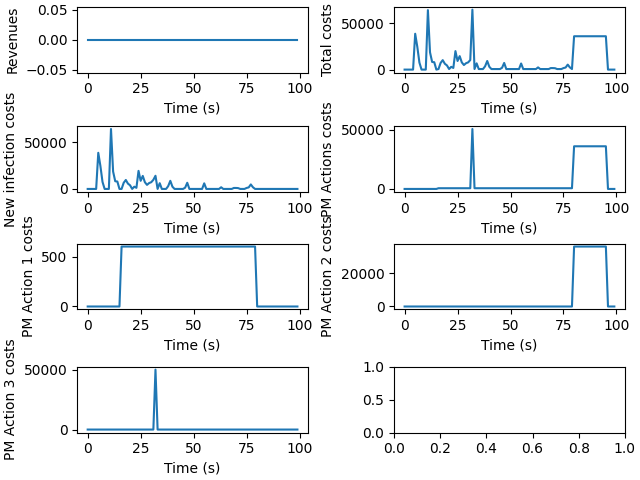 Revenues
0.05
0.00
−0.05
0 25 50 75 100
Time (s)
Total costs
50000
0
0 25 50 75 100
Time (s)
New infection costs
50000
0
0 25 50 75 100
Time (s)
PM Actions costs
50000
0
0 25 50 75 100
Time (s)
PM Action 1 costs
500
0
0 25 50 75 100
Time (s)
PM Action 2 costs
20000
0
0 25 50 75 100
Time (s)
PM Action 3 costs
50000
0
0 25 50 75 100
Time (s)
1.0
0.5
0.0
0.0 0.2 0.4 0.6 0.8 1.0